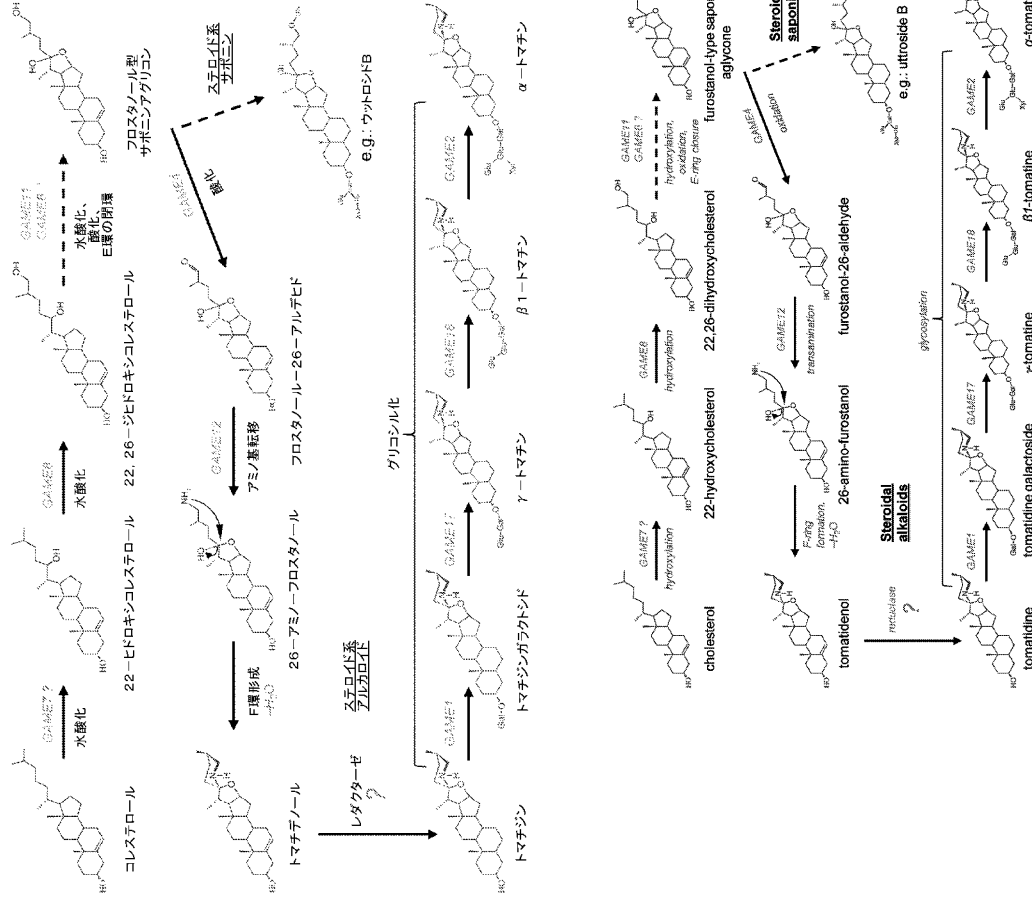 GAME7 ?
水酸化
GAME8
水酸化
GAME11
水酸化、
酸化、
E環の閉環
コレステロール
22－ヒドロキシコレステロール
22, 26－ジヒドロキシコレステロール
フロスタノール型
サポニンアグリコン
GAME4
酸化
ステロイド系
サポニン
e.g.: ウットロシドB
F環形成
–H₂O
GAME12
アミノ基転移
トマチデノール
26－アミノ－フロスタノール
フロスタノール－26－アルデヒド
レダクターゼ
?
ステロイド系
アルカロイド
グリコシル化
GAME1
GAME17
GAME18
GAME2
トマチジン
トマチジンガラクトシド
γ－トマチン
β1－トマチン
α－トマチン
GAME7 ?
hydroxylation
GAME8
hydroxylation
GAME11
GAME6 ?
hydroxylation,
oxidation,
E-ring closure
cholesterol
22-hydroxycholesterol
22,26-dihydroxycholesterol
furostanol-type
aglycone
GAME4
oxidation
e.g.: uttroside B
F-ring
formation,
–H₂O
GAME12
transamination
tomatidenol
26-amino-furostanol
furostanol-26-aldehyde
reductase
?
Steroidal
alkaloids
glycosylation
GAME1
GAME17
GAME18
GAME2
tomatidine
tomatidine galactoside
β1-tomatine